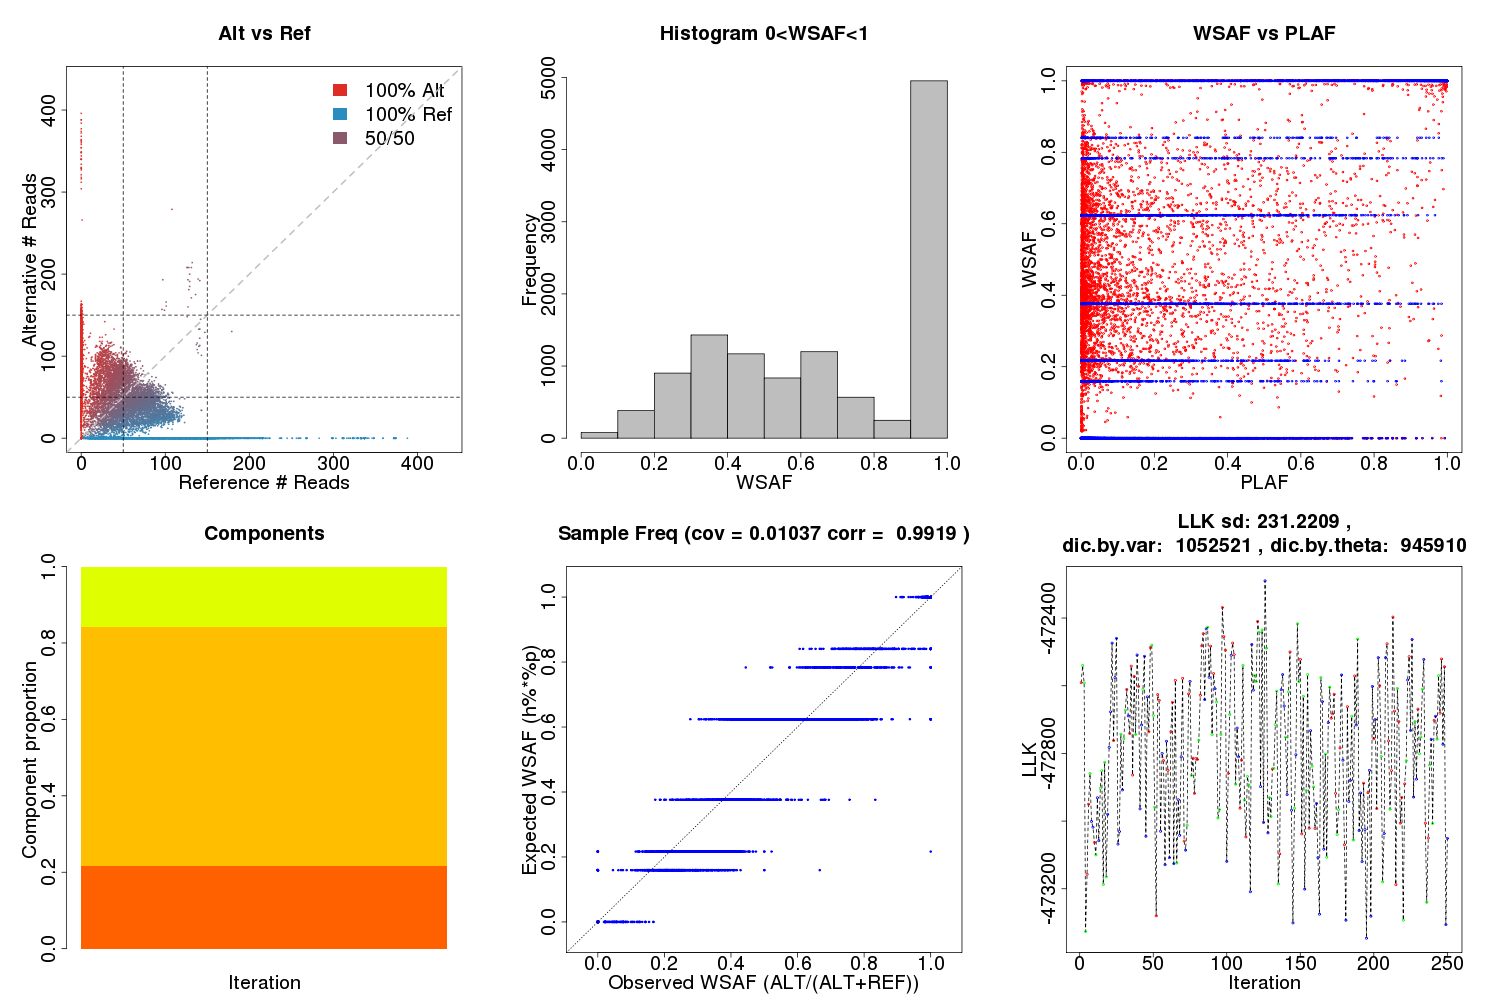 Alt vs Ref
100% Alt
100% Ref
50/50
Alternative # Reads
0 100 200 300 400
0 100 200 300 400
Reference # Reads
Histogram 0<WSAF<1
Frequency
0 1000 2000 3000 4000 5000
0.0 0.2 0.4 0.6 0.8 1.0
WSAF
WSAF vs PLAF
WSAF
0.0 0.2 0.4 0.6 0.8 1.0
0.0 0.2 0.4 0.6 0.8 1.0
PLAF
Components
Component proportion
0.0 0.2 0.4 0.6 0.8 1.0
Iteration
Sample Freq (cov = 0.01037 corr = 0.9919 )
Expected WSAF (h%*%p)
0.0 0.2 0.4 0.6 0.8 1.0
0.0 0.2 0.4 0.6 0.8 1.0
Observed WSAF (ALT/(ALT+REF))
LLK sd: 231.2209 ,
dic.by.var: 1052521 , dic.by.theta: 945910
LLK
-473200 -472800 -472400
0 50 100 150 200 250
Iteration